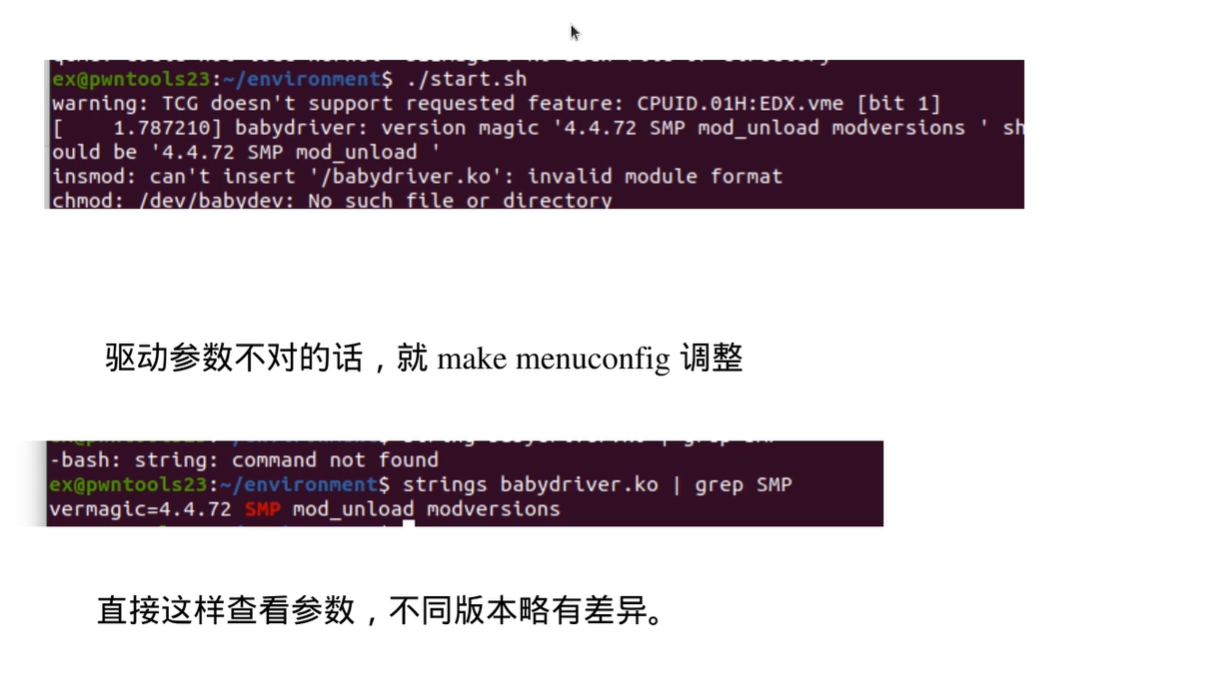 ex@pwntools23:~/environment$ ./start.sh
warning: TCG doesn't support requested feature: CPUID.01H:EDX.vme [bit 1]
[    1.787210] babydriver: version magic '4.4.72 SMP mod_unload modversions ' sh
ould be '4.4.72 SMP mod_unload '
insmod: can't insert '/babydriver.ko': invalid module format
chmod: /dev/babydev: No such file or directory
驱动参数不对的话，就 make menuconfig 调整
-bash: string: command not found
ex@pwntools23:~/environment$ strings babydriver.ko | grep SMP
vermagic=4.4.72 SMP mod_unload modversions
直接这样查看参数，不同版本略有差异。